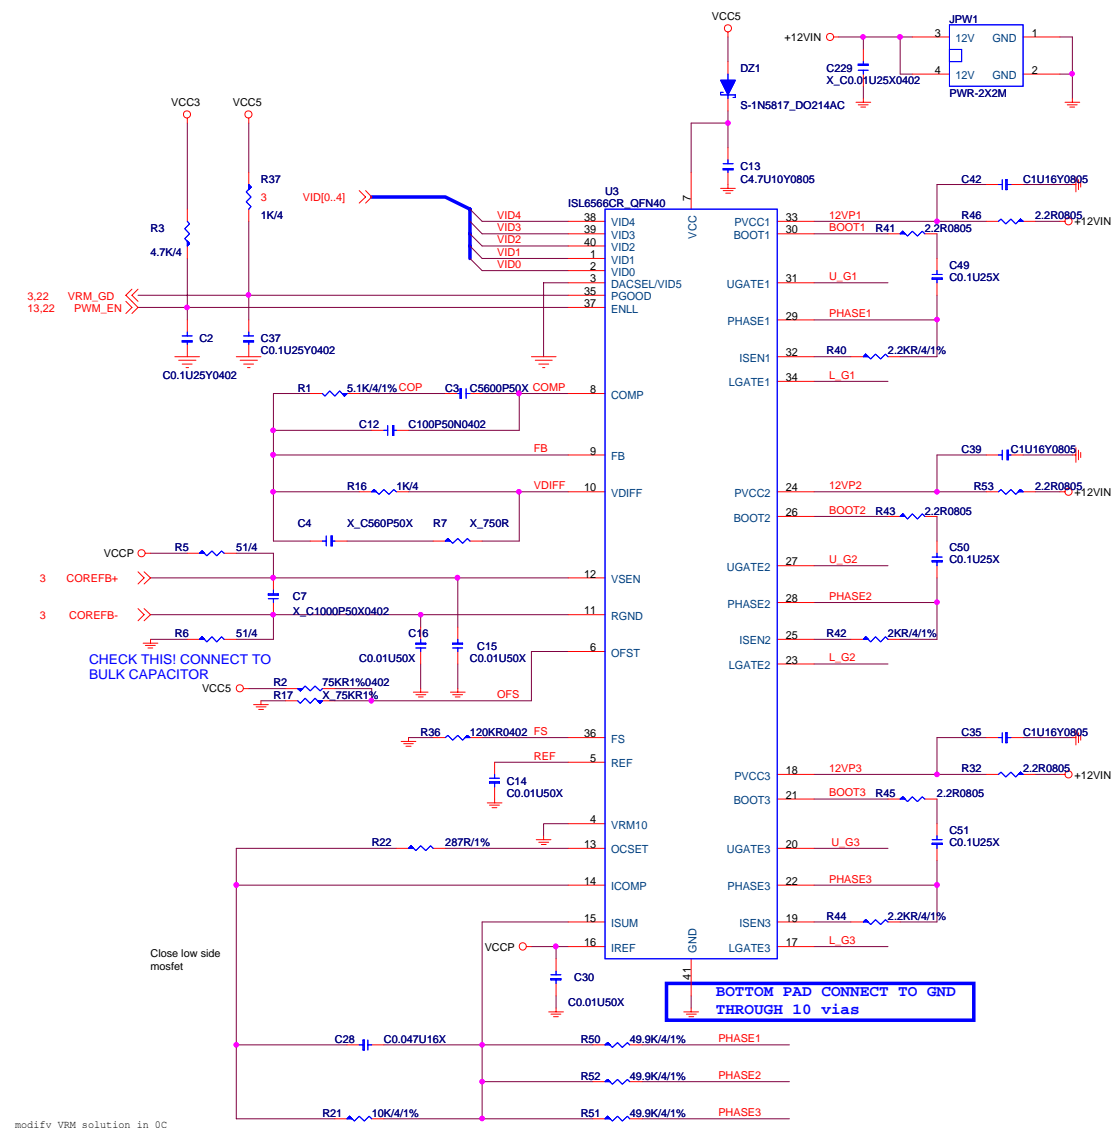 VCC5
JPW1
+12VIN
3 12V GND 1
4 12V GND 2
C229
X_C0.01U25X0402
PWR-2X2M
DZ1
S-1N5817_DO214AC
VCC3
VCC5
C13
C4.7U10Y0805
R37
3
1K/4
VID[0..4]
R3
4.7K/4
U3
ISL6566CR_QFN40
7
VCC
VID4 38 VID4
VID3 39 VID3
VID2 40 VID2
VID1 1 VID1
VID0 2 VID0
3 DACSEL/VID5
3,22 VRM_GD 35 PGOOD
13,22 PWM_EN 37 ENLL
C2
C0.1U25Y0402
C37
C0.1U25Y0402
C42 C1U16Y0805
PVCC1 33 12VP1 R46 2.2R0805 +12VIN
BOOT1 30 BOOT1 R41 2.2R0805
C49
C0.1U25X
UGATE1 31 U_G1
PHASE1 29 PHASE1
ISEN1 32 R40 2.2KR/4/1%
LGATE1 34 L_G1
R1 5.1K/4/1% COP C3 C5600P50X COMP 8 COMP
C12 C100P50N0402
FB 9 FB
R16 1K/4 VDIFF 10 VDIFF
C4 X_C560P50X R7 X_750R
C39 C1U16Y0805
PVCC2 24 12VP2 R53 2.2R0805 +12VIN
BOOT2 26 BOOT2 R43 2.2R0805
C50
C0.1U25X
UGATE2 27 U_G2
PHASE2 28 PHASE2
ISEN2 25 R42 2KR/4/1%
LGATE2 23 L_G2
VCCP R5 51/4
3 COREFB+ 12 VSEN
C7
X_C1000P50X0402
3 COREFB- 11 RGND
R6 51/4
C16
C0.01U50X
C15
C0.01U50X
6 OFST
CHECK THIS! CONNECT TO
BULK CAPACITOR
VCC5 R2 75KR1%0402
R17 X_75KR1% OFS
R36 120KR0402 FS 36 FS
REF 5 REF
C14
C0.01U50X
C35 C1U16Y0805
PVCC3 18 12VP3 R32 2.2R0805 +12VIN
BOOT3 21 BOOT3 R45 2.2R0805
C51
C0.1U25X
UGATE3 20 U_G3
PHASE3 22 PHASE3
ISEN3 19 R44 2.2KR/4/1%
LGATE3 17 L_G3
4 VRM10
R22 287R/1% 13 OCSET
14 ICOMP
15 ISUM
VCCP 16 IREF
GND
41
Close low side
mosfet
C30
C0.01U50X
BOTTOM PAD CONNECT TO GND
THROUGH 10 vias
C28 C0.047U16X R50 49.9K/4/1% PHASE1
R52 49.9K/4/1% PHASE2
R21 10K/4/1% R51 49.9K/4/1% PHASE3
modify VRM solution in 0C